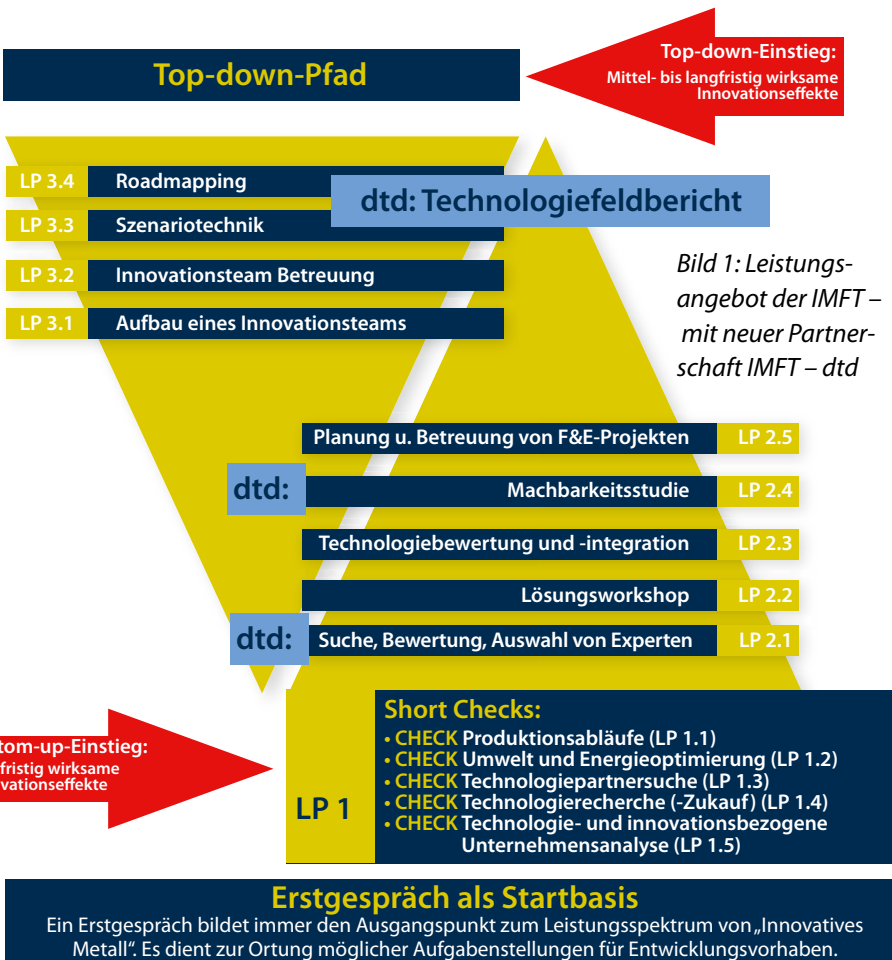 Top-down-Pfad
Top-down-Einstieg:
Mittel- bis langfristig wirksame
Innovationseffekte
LP 3.4 Roadmapping
dtd: Technologiefeldbericht
LP 3.3 Szenariotechnik
LP 3.2 Innovationsteam Betreuung
LP 3.1 Aufbau eines Innovationsteams
Bild 1: Leistungs-
angebot der IMFT –
mit neuer Partner-
schaft IMFT – dtd
Planung u. Betreuung von F&E-Projekten LP 2.5
dtd: Machbarkeitsstudie LP 2.4
Technologiebewertung und -integration LP 2.3
Lösungsworkshop LP 2.2
dtd: Suche, Bewertung, Auswahl von Experten LP 2.1
tom-up-Einstieg:
fristig wirksame
vationseffekte
LP 1
Short Checks:
• CHECK Produktionsabläufe (LP 1.1)
• CHECK Umwelt und Energieoptimierung (LP 1.2)
• CHECK Technologiepartnersuche (LP 1.3)
• CHECK Technologierecherche (-Zukauf) (LP 1.4)
• CHECK Technologie- und innovationsbezogene
Unternehmensanalyse (LP 1.5)
Erstgespräch als Startbasis
Ein Erstgespräch bildet immer den Ausgangspunkt zum Leistungsspektrum von „Innovatives
Metall“. Es dient zur Ortung möglicher Aufgabenstellungen für Entwicklungsvorhaben.